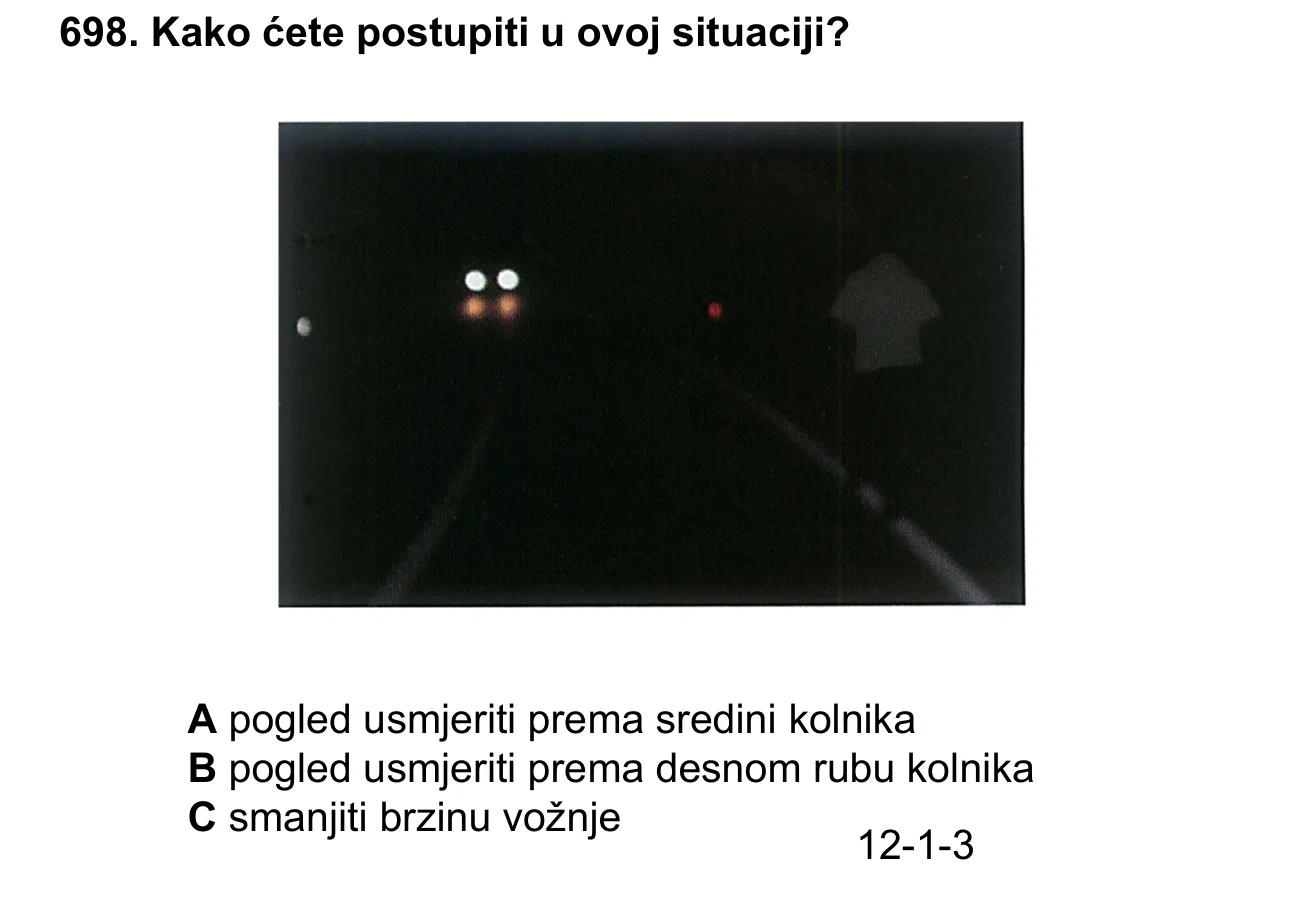 698. Kako ćete postupiti u ovoj situaciji?
A pogled usmjeriti prema sredini kolnika
B pogled usmjeriti prema desnom rubu kolnika
C smanjiti brzinu vožnje
12-1-3